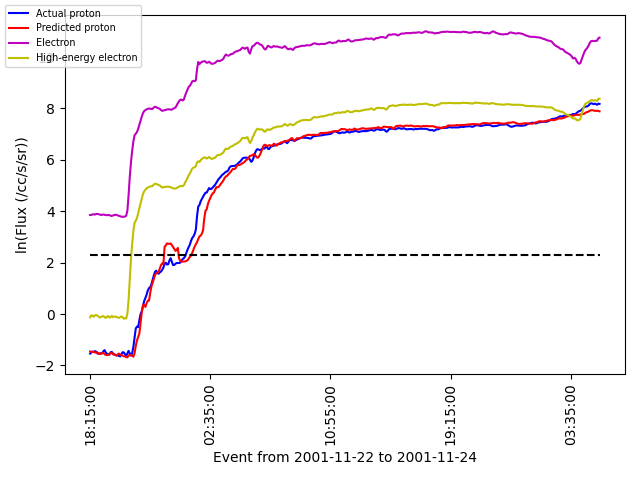 Actual proton
Predicted proton
Electron
High-energy electron
ln(Flux (/cc/s/sr))
8
6
4
2
0
−2
18:15:00
02:35:00
10:55:00
19:15:00
03:35:00
Event from 2001-11-22 to 2001-11-24